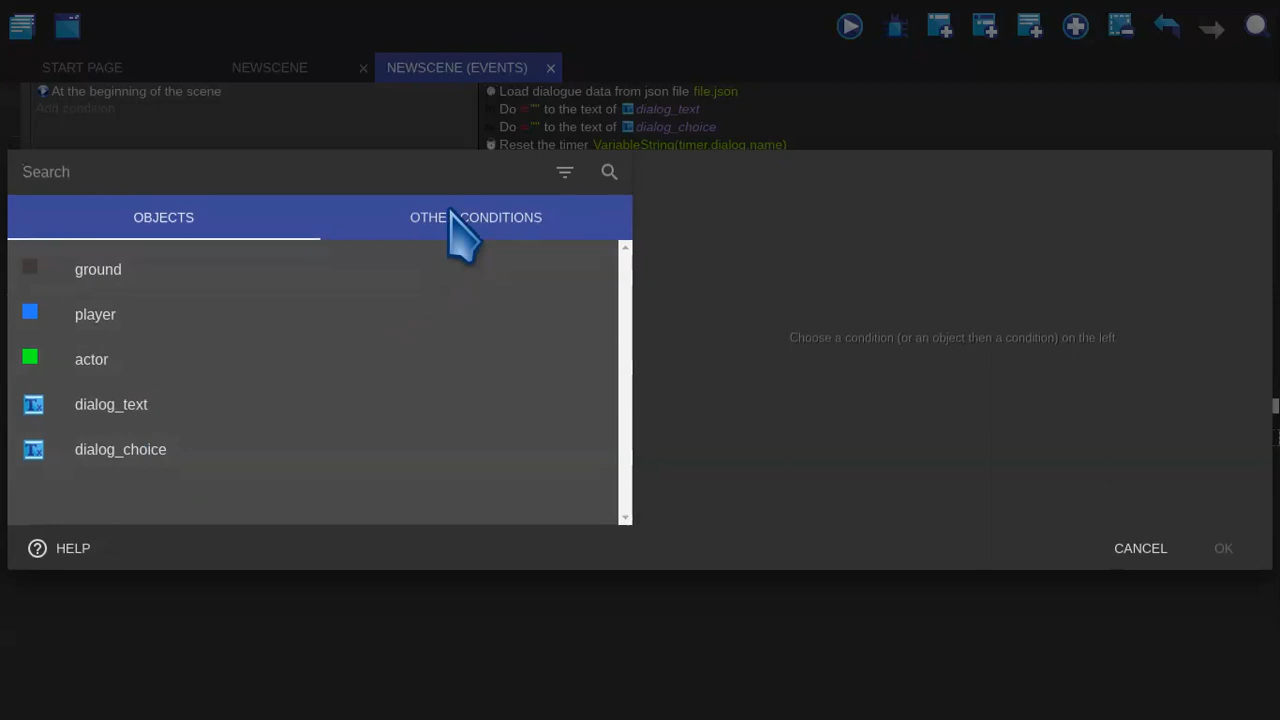 START PAGE
NEWSCENE
NEWSCENE (EVENTS)
At the beginning of the scene
Add condition
Load dialogue data from json file file.json
Do ="" to the text of dialog_text
Do ="" to the text of dialog_choice
Reset the timer VariableString(timer.dialog.name)
Search
OBJECTS
OTHER CONDITIONS
ground
player
actor
Tx dialog_text
Tx dialog_choice
Choose a condition (or an object then a condition) on the left
? HELP
CANCEL
OK